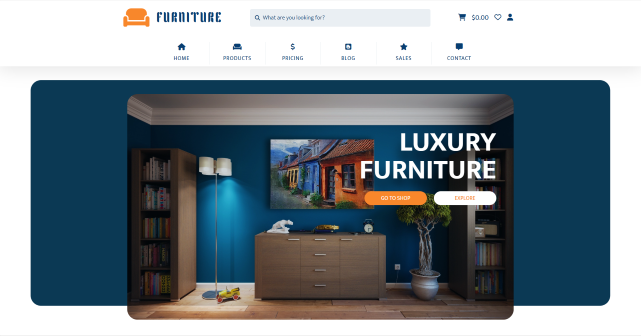 FURNITURE
What are you looking for?
$0.00
HOME
PRODUCTS
PRICING
BLOG
SALES
CONTACT
LUXURY
FURNITURE
GO TO SHOP
EXPLORE